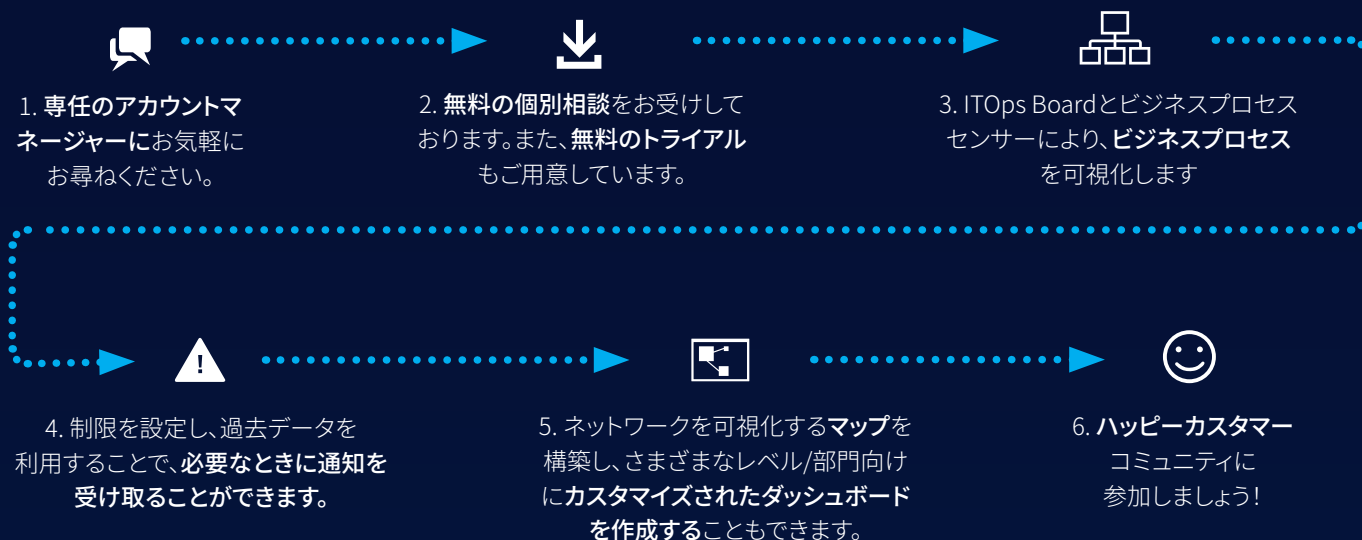 1. 専任のアカウントマ
ネージャーにお気軽に
お尋ねください。
2. 無料の個別相談をお受けして
おります。また、無料のトライアル
もご用意しています。
3. ITOps Boardとビジネスプロセス
センサーにより、ビジネスプロセス
を可視化します
4. 制限を設定し、過去データを
利用することで、必要なときに通知を
受け取ることができます。
5. ネットワークを可視化するマップを
構築し、さまざまなレベル/部門向け
にカスタマイズされたダッシュボード
を作成することもできます。
6. ハッピーカスタマー
コミュニティに
参加しましょう!